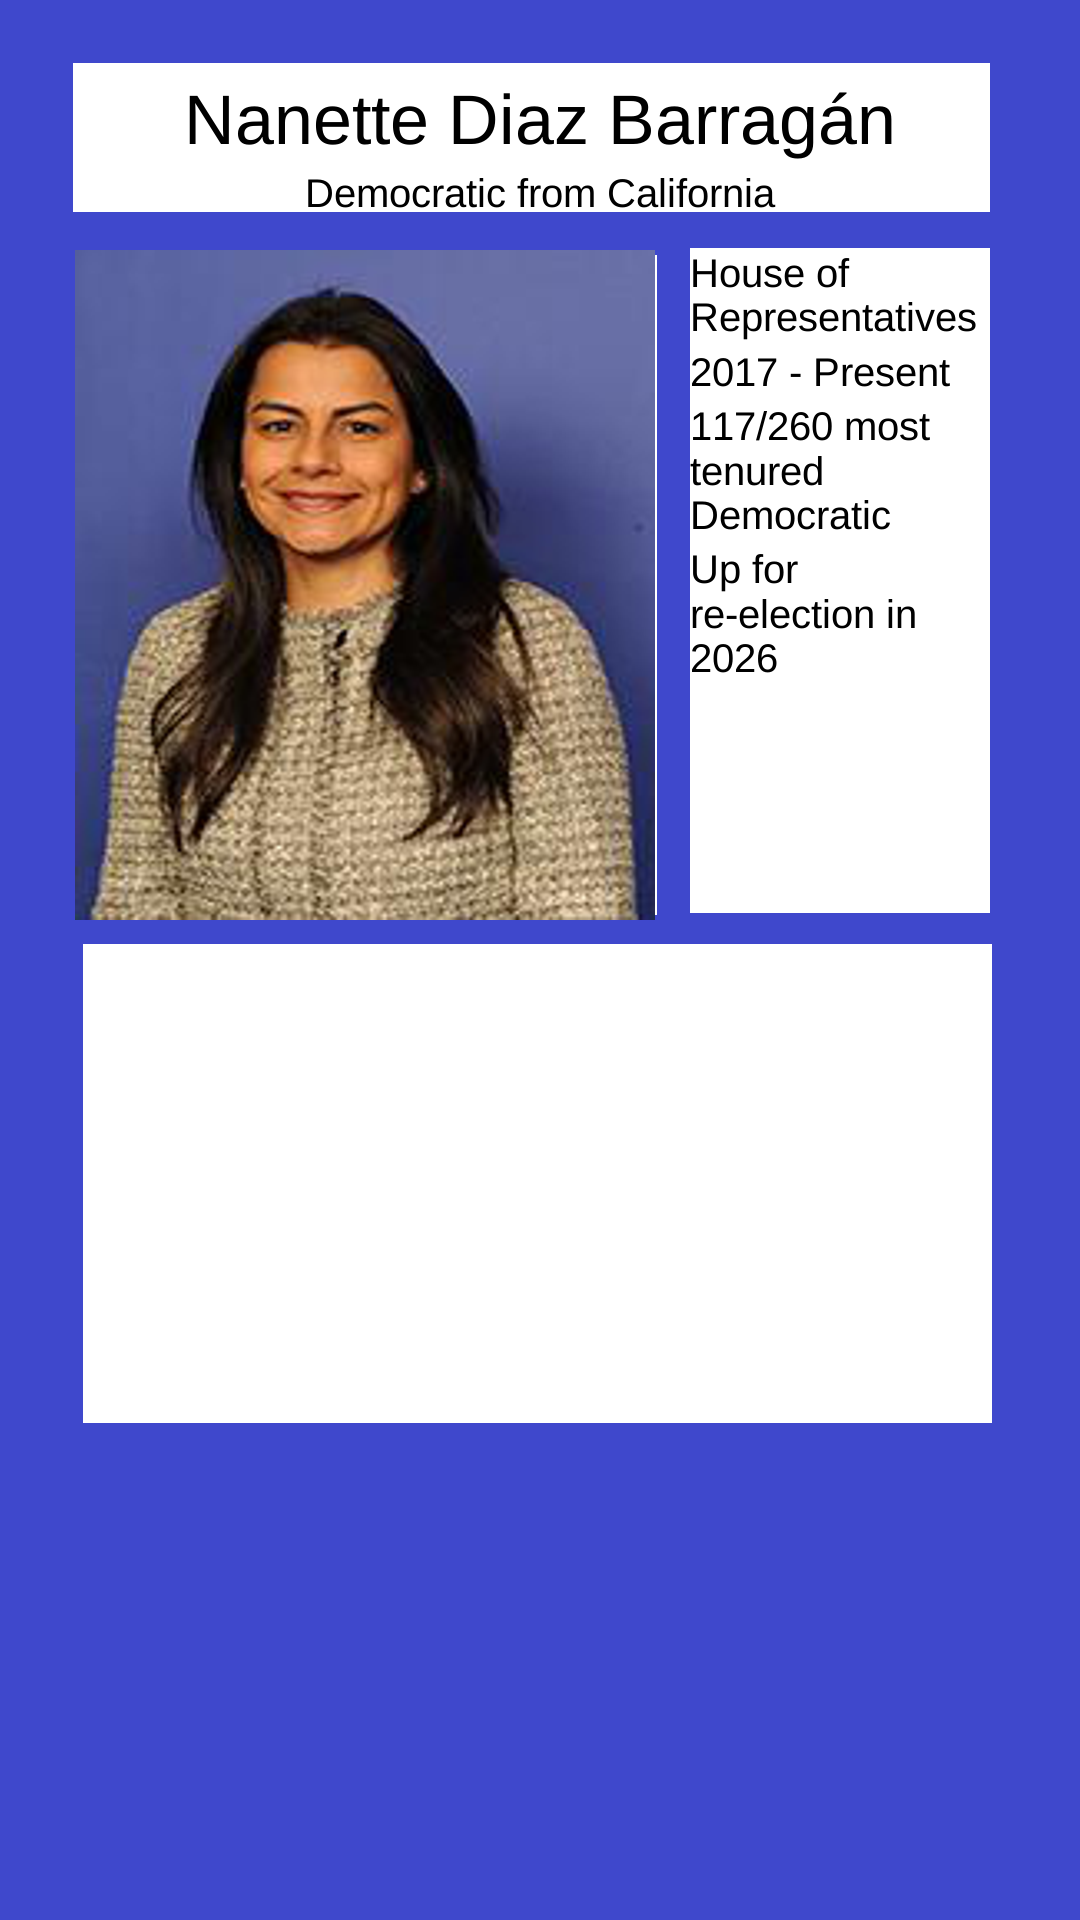 Nanette Diaz Barragán
Democratic from California
House of
Representatives
2017 - Present
117/260 most
tenured
Democratic
Up for
re-election in
2026